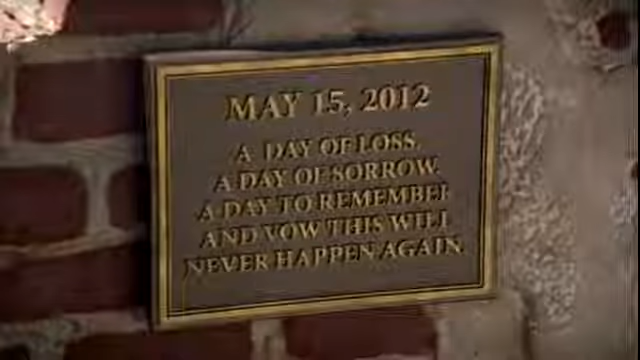 MAY 15, 2012
A DAY OF LOSS.
A DAY OF SORROW.
A DAY TO REMEMBER
AND VOW THIS WILL
NEVER HAPPEN AGAIN.